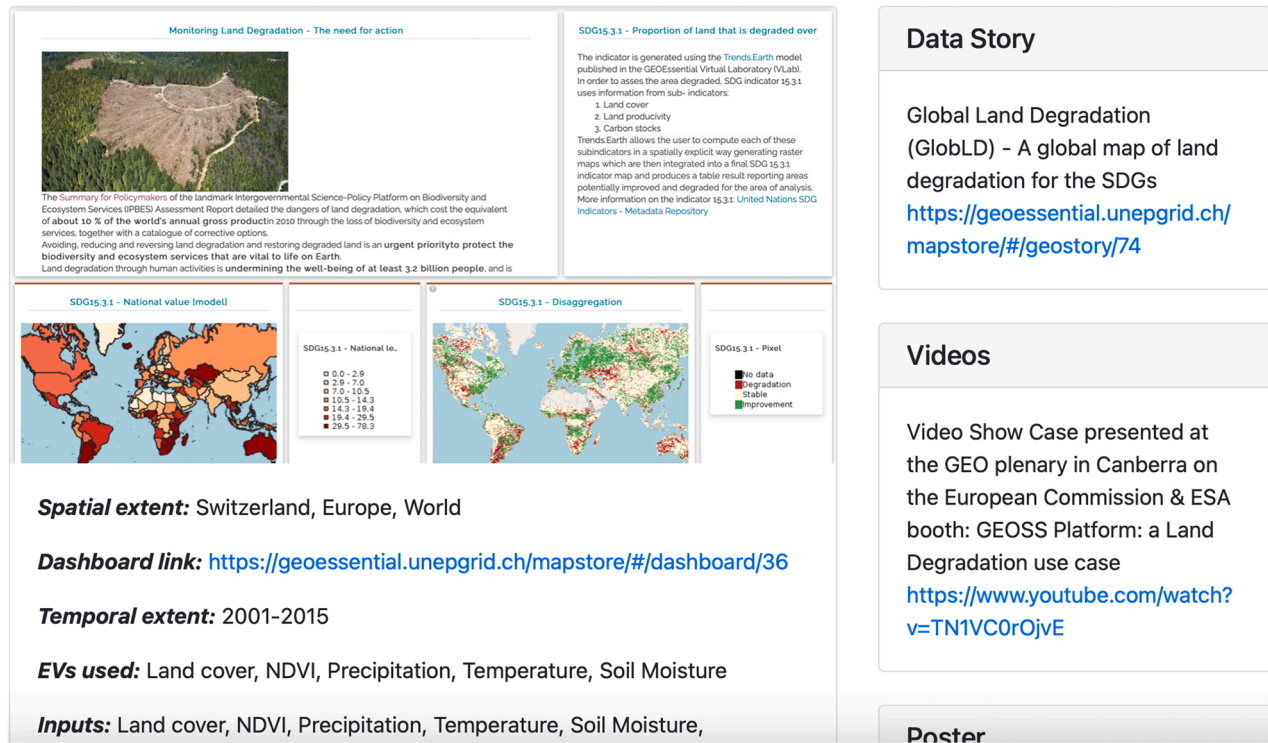 Monitoring Land Degradation - The need for action
The Summary for Policymakers of the landmark Intergovernmental Science-Policy Platform on Biodiversity and
Ecosystem Services (IPBES) Assessment Report detailed the dangers of land degradation, which cost the equivalent
of about 10 % of the world's annual gross productin 2010 through the loss of biodiversity and ecosystem
services, together with a catalogue of corrective options.
Avoiding, reducing and reversing land degradation and restoring degraded land is an urgent priorityto protect the
biodiversity and ecosystem services that are vital to life on Earth.
Land degradation through human activities is undermining the well-being of at least 3.2 billion people, and is
SDG15.3.1 - Proportion of land that is degraded over
The indicator is generated using the Trends.Earth model
published in the GEOEssential Virtual Laboratory (VLab).
In order to asses the area degraded, SDG indicator 15.3.1
uses information from sub- indicators:
1. Land cover
2. Land producivity
3. Carbon stocks
Trends.Earth allows the user to compute each of these
subindicators in a spatially explicit way generating raster
maps which are then integrated into a final SDG 15.3.1
indicator map and produces a table result reporting areas
potentially improved and degraded for the area of analysis.
More information on the indicator 15.3.1: United Nations SDG
Indicators - Metadata Repository
SDG15.3.1 - National value [model]
SDG15.3.1 - National le...
0.0 - 2.9
2.9 - 7.0
7.0 - 10.5
10.5 - 14.3
14.3 - 19.4
19.4 - 29.5
29.5 - 78.3
SDG15.3.1 - Disaggregation
SDG15.3.1 - Pixel
No data
Degradation
Stable
Improvement
Spatial extent: Switzerland, Europe, World
Dashboard link: https://geoessential.unepgrid.ch/mapstore/#/dashboard/36
Temporal extent: 2001-2015
EVs used: Land cover, NDVI, Precipitation, Temperature, Soil Moisture
Inputs: Land cover, NDVI, Precipitation, Temperature, Soil Moisture,
Data Story
Global Land Degradation
(GlobLD) - A global map of land
degradation for the SDGs
https://geoessential.unepgrid.ch/
mapstore/#/geostory/74
Videos
Video Show Case presented at
the GEO plenary in Canberra on
the European Commission & ESA
booth: GEOSS Platform: a Land
Degradation use case
https://www.youtube.com/watch?
v=TN1VC0rOjvE
Poster